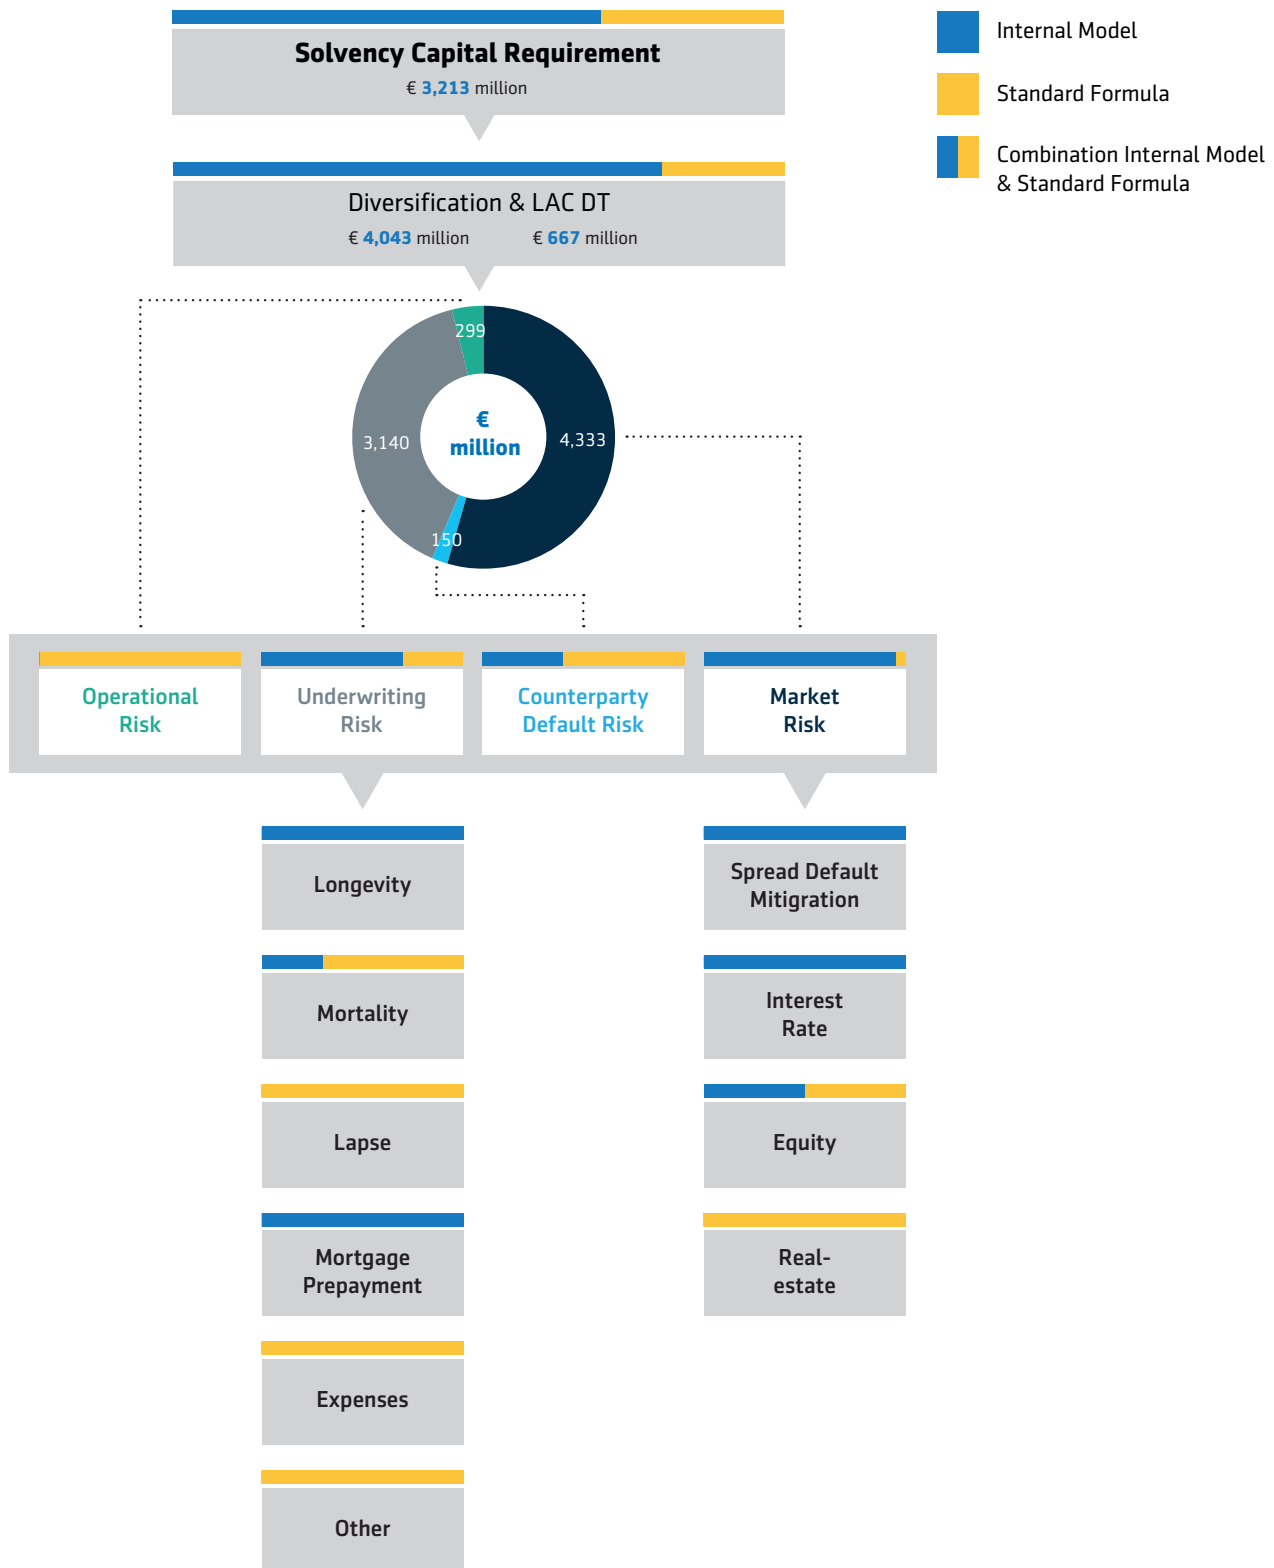 Solvency Capital Requirement
€ 3,213 million
Internal Model
Standard Formula
Combination Internal Model
& Standard Formula
Diversification & LAC DT
€ 4,043 million € 667 million
299
3,140
€
million
4,333
150
Operational
Risk
Underwriting
Risk
Counterparty
Default Risk
Market
Risk
Longevity
Mortality
Lapse
Mortgage
Prepayment
Expenses
Other
Spread Default
Mitigration
Interest
Rate
Equity
Real-
estate